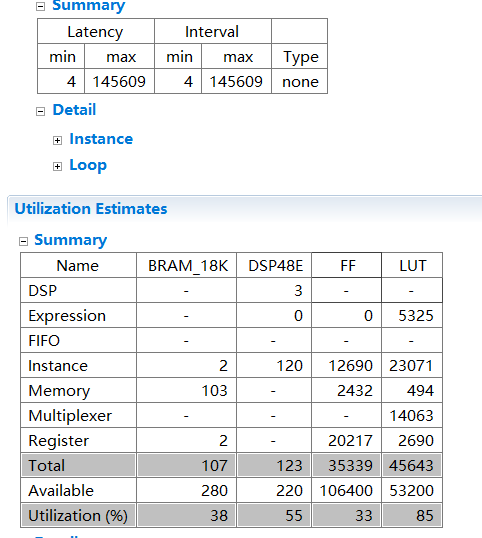 Summary
Latency Interval
min max min max Type
4 145609 4 145609 none
Detail
Instance
Loop
Utilization Estimates
Summary
Name BRAM_18K DSP48E FF LUT
DSP - 3 - -
Expression - 0 0 5325
FIFO - - - -
Instance 2 120 12690 23071
Memory 103 - 2432 494
Multiplexer - - - 14063
Register 2 - 20217 2690
Total 107 123 35339 45643
Available 280 220 106400 53200
Utilization (%) 38 55 33 85